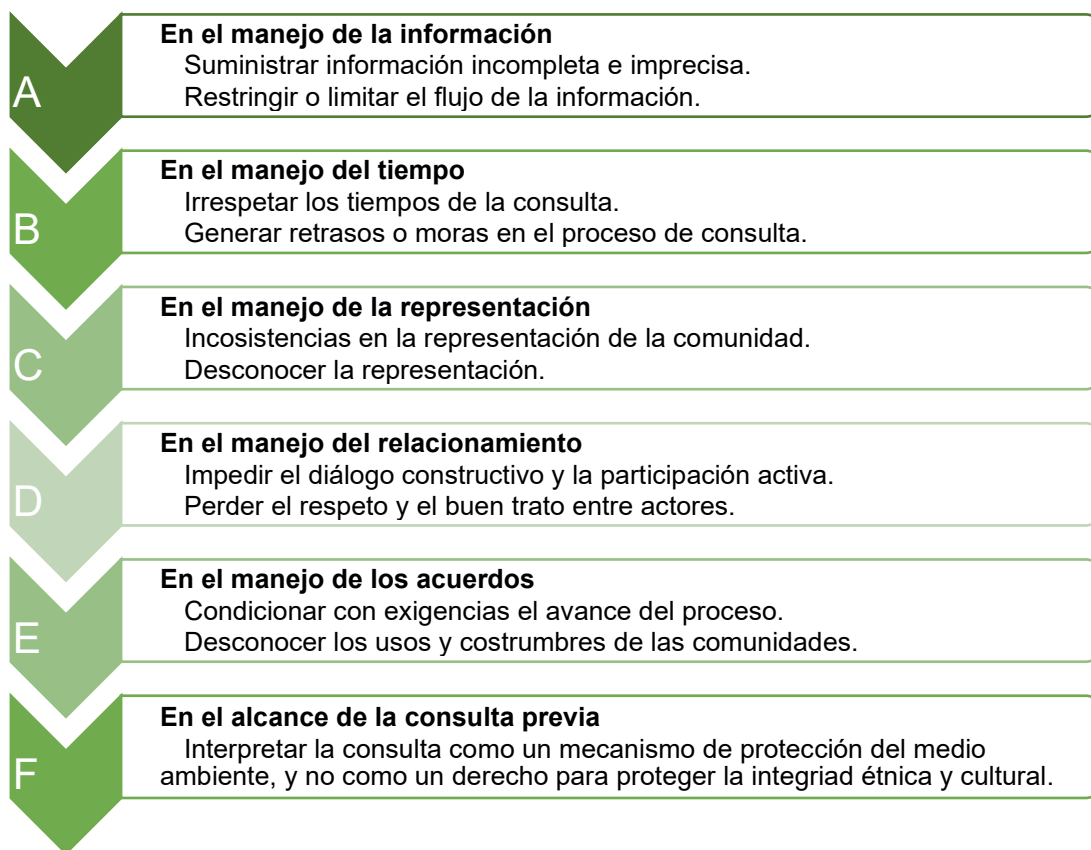 A
En el manejo de la información
Suministrar información incompleta e imprecisa.
Restringir o limitar el flujo de la información.
B
En el manejo del tiempo
Irrespetar los tiempos de la consulta.
Generar retrasos o moras en el proceso de consulta.
C
En el manejo de la representación
Incosistencias en la representación de la comunidad.
Desconocer la representación.
D
En el manejo del relacionamiento
Impedir el diálogo constructivo y la participación activa.
Perder el respeto y el buen trato entre actores.
E
En el manejo de los acuerdos
Condicionar con exigencias el avance del proceso.
Desconocer los usos y costrumbres de las comunidades.
F
En el alcance de la consulta previa
Interpretar la consulta como un mecanismo de protección del medio
ambiente, y no como un derecho para proteger la integriad étnica y cultural.